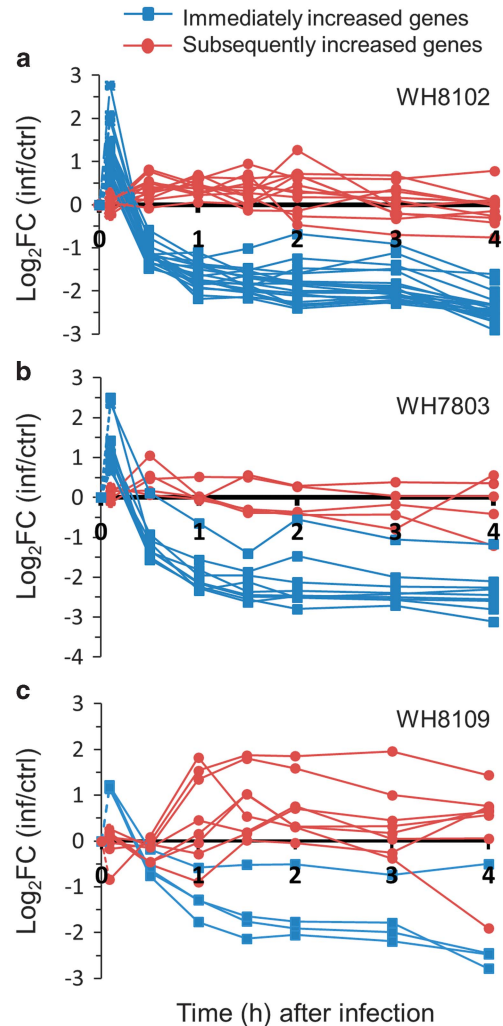 Immediately increased genes
Subsequently increased genes
a
WH8102
Log2FC (inf/ctrl)
3
2
1
0
-1
-2
-3
0 1 2 3 4
b
WH7803
Log2FC (inf/ctrl)
3
2
1
0
-1
-2
-3
-4
0 1 2 3 4
c
WH8109
Log2FC (inf/ctrl)
3
2
1
0
-1
-2
-3
0 1 2 3 4
Time (h) after infection